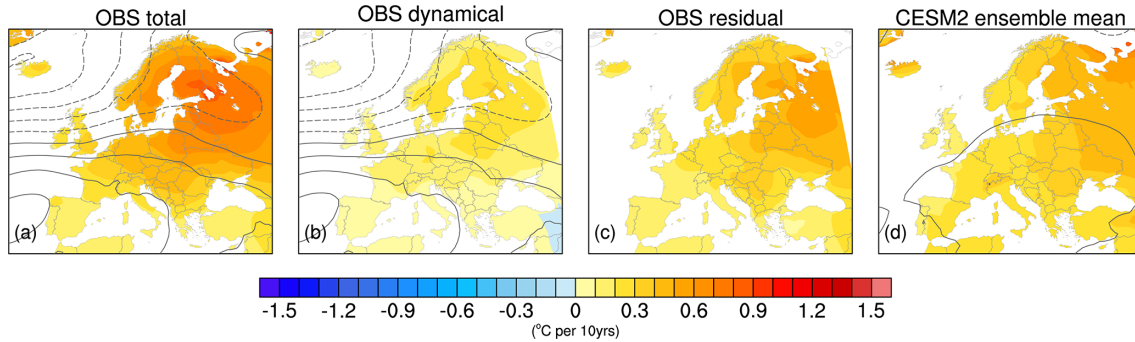 OBS total OBS dynamical OBS residual CESM2 ensemble mean
(a) (b) (c) (d)
-1.5 -1.2 -0.9 -0.6 -0.3 0 0.3 0.6 0.9 1.2 1.5
(°C per 10yrs)